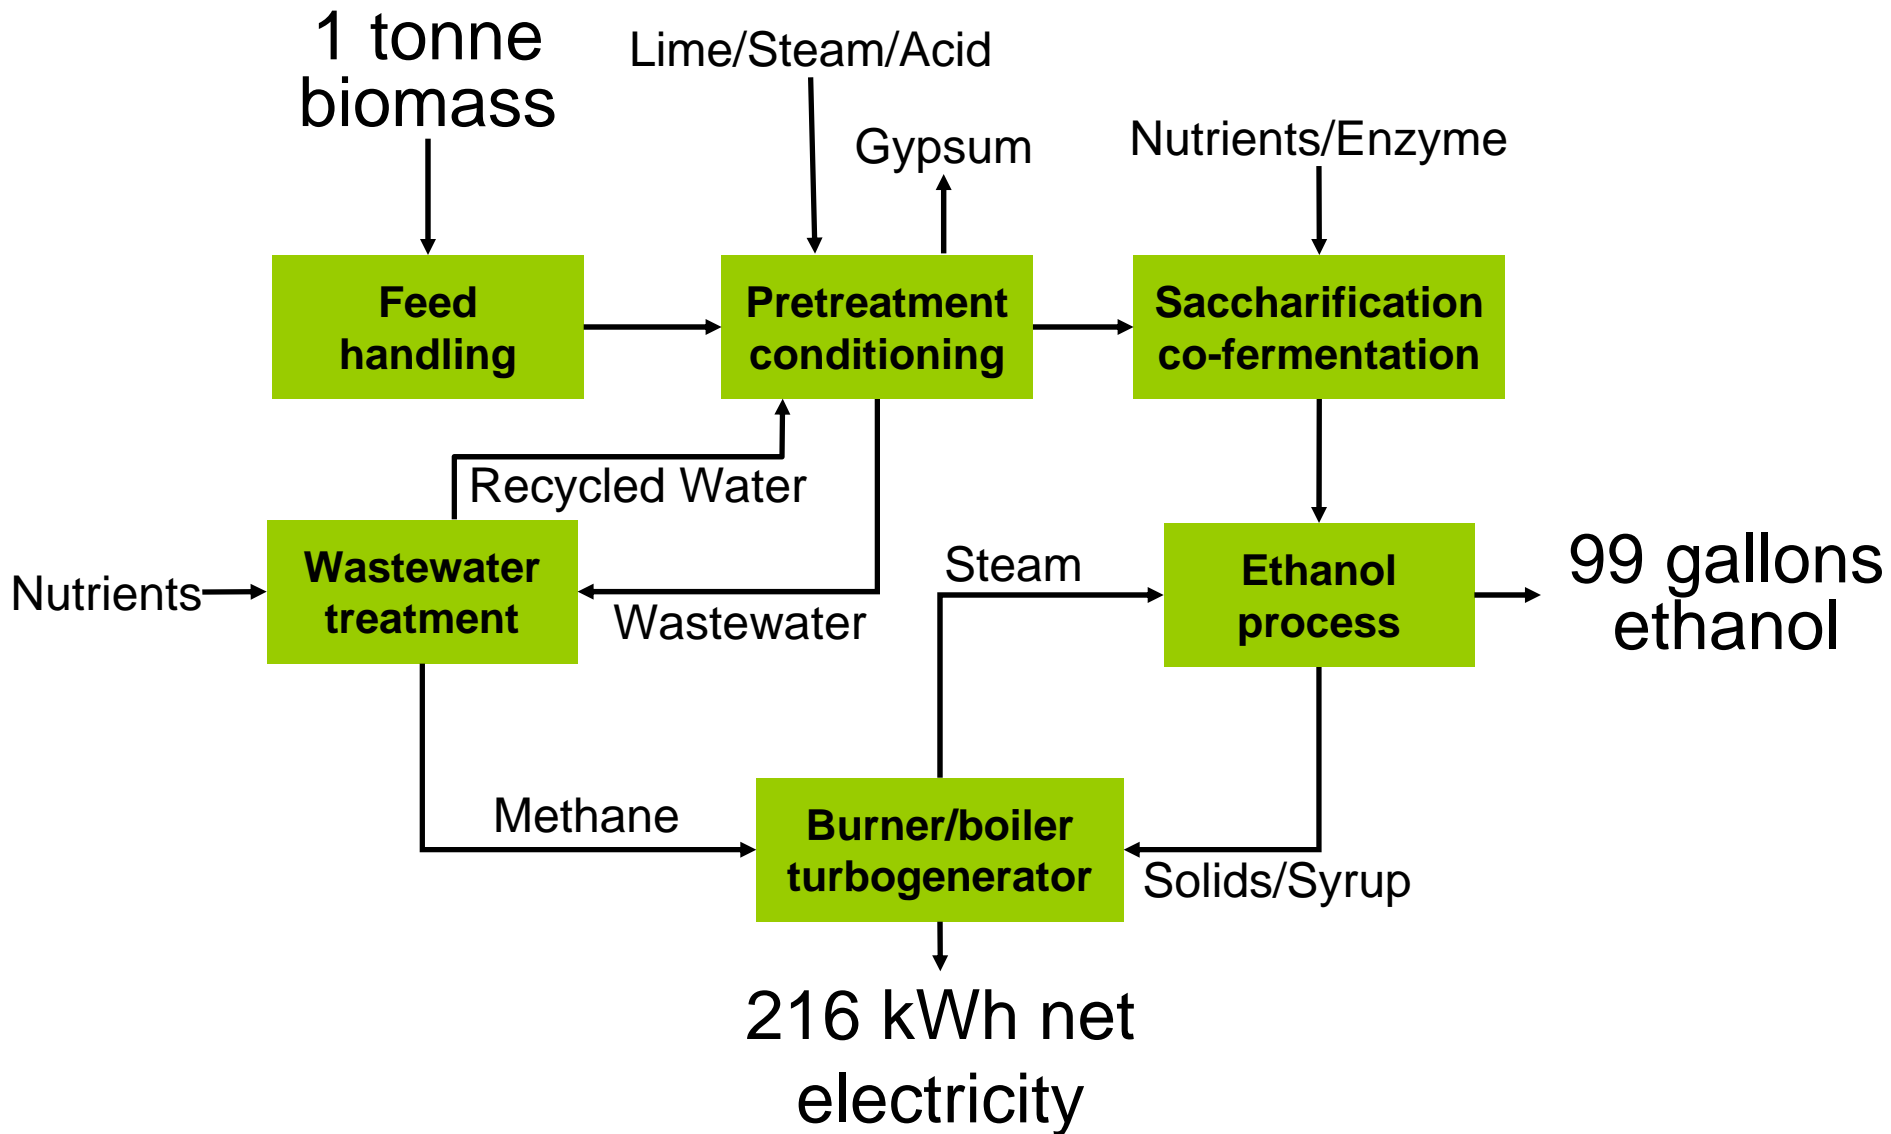 1 tonne
biomass
Lime/Steam/Acid
Gypsum
Nutrients/Enzyme
Feed
handling
Pretreatment
conditioning
Saccharification
co-fermentation
Recycled Water
Wastewater
treatment
Nutrients
Wastewater
Steam
Ethanol
process
99 gallons
ethanol
Methane
Burner/boiler
turbogenerator
Solids/Syrup
216 kWh net
electricity